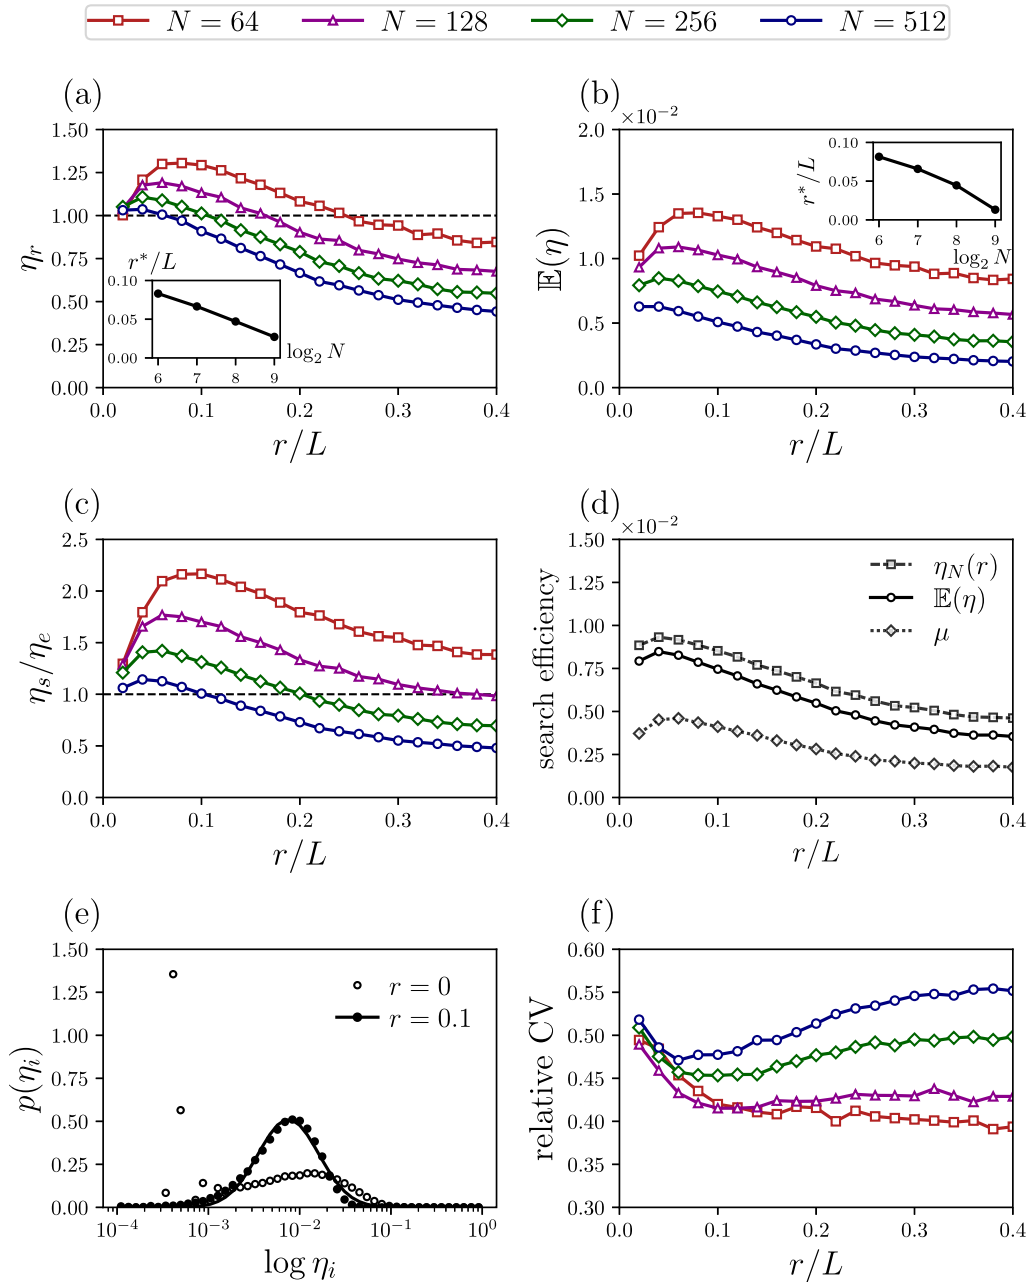 N = 64 N = 128 N = 256 N = 512
(a)
1.50
1.25
1.00
0.75
0.50
0.25
0.00
η_r
0.0 0.1 0.2 0.3 0.4
r/L
r*/L
0.10
0.05
0.00
6 7 8 9
log₂ N
(b)
×10⁻²
2.0
1.5
1.0
0.5
0.0
𝔼(η)
0.0 0.1 0.2 0.3 0.4
r/L
r*/L
0.10
0.05
0.00
6 7 8 9
log₂ N
(c)
2.5
2.0
1.5
1.0
0.5
0.0
η_s/η_e
0.0 0.1 0.2 0.3 0.4
r/L
(d)
×10⁻²
1.50
1.25
1.00
0.75
0.50
0.25
0.00
search efficiency
η_N(r)
𝔼(η)
μ
0.0 0.1 0.2 0.3 0.4
r/L
(e)
1.50
1.25
1.00
0.75
0.50
0.25
0.00
p(η_i)
r = 0
r = 0.1
10⁻⁴ 10⁻³ 10⁻² 10⁻¹ 10⁰
log η_i
(f)
0.60
0.55
0.50
0.45
0.40
0.35
0.30
relative CV
0.0 0.1 0.2 0.3 0.4
r/L